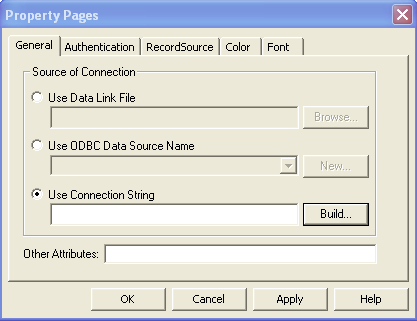 Property Pages
General Authentication RecordSource Color Font
Source of Connection
Use Data Link File
Browse...
Use ODBC Data Source Name
New...
Use Connection String
Build...
Other Attributes:
OK Cancel Apply Help